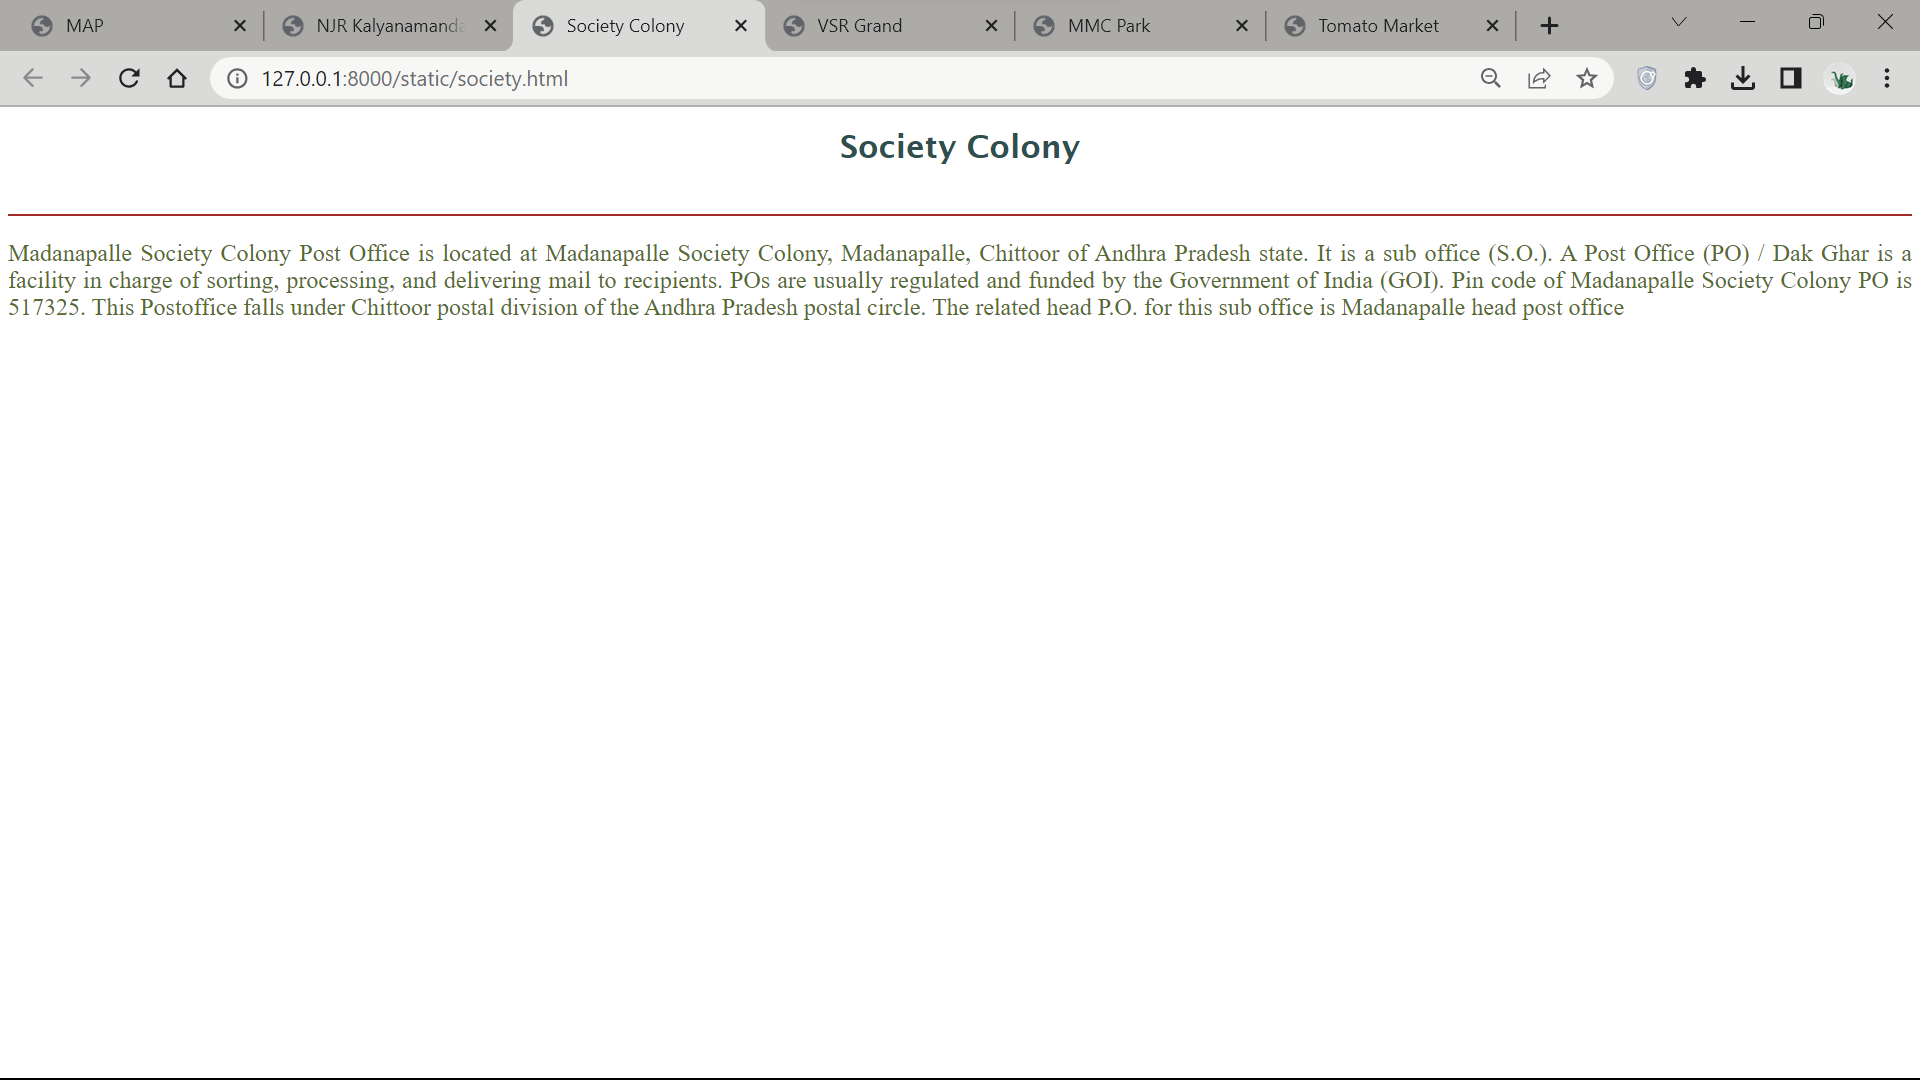 MAP
NJR Kalyanamanda
Society Colony
VSR Grand
MMC Park
Tomato Market
127.0.0.1:8000/static/society.html
Society Colony
Madanapalle Society Colony Post Office is located at Madanapalle Society Colony, Madanapalle, Chittoor of Andhra Pradesh state. It is a sub office (S.O.). A Post Office (PO) / Dak Ghar is a
facility in charge of sorting, processing, and delivering mail to recipients. POs are usually regulated and funded by the Government of India (GOI). Pin code of Madanapalle Society Colony PO is
517325. This Postoffice falls under Chittoor postal division of the Andhra Pradesh postal circle. The related head P.O. for this sub office is Madanapalle head post office